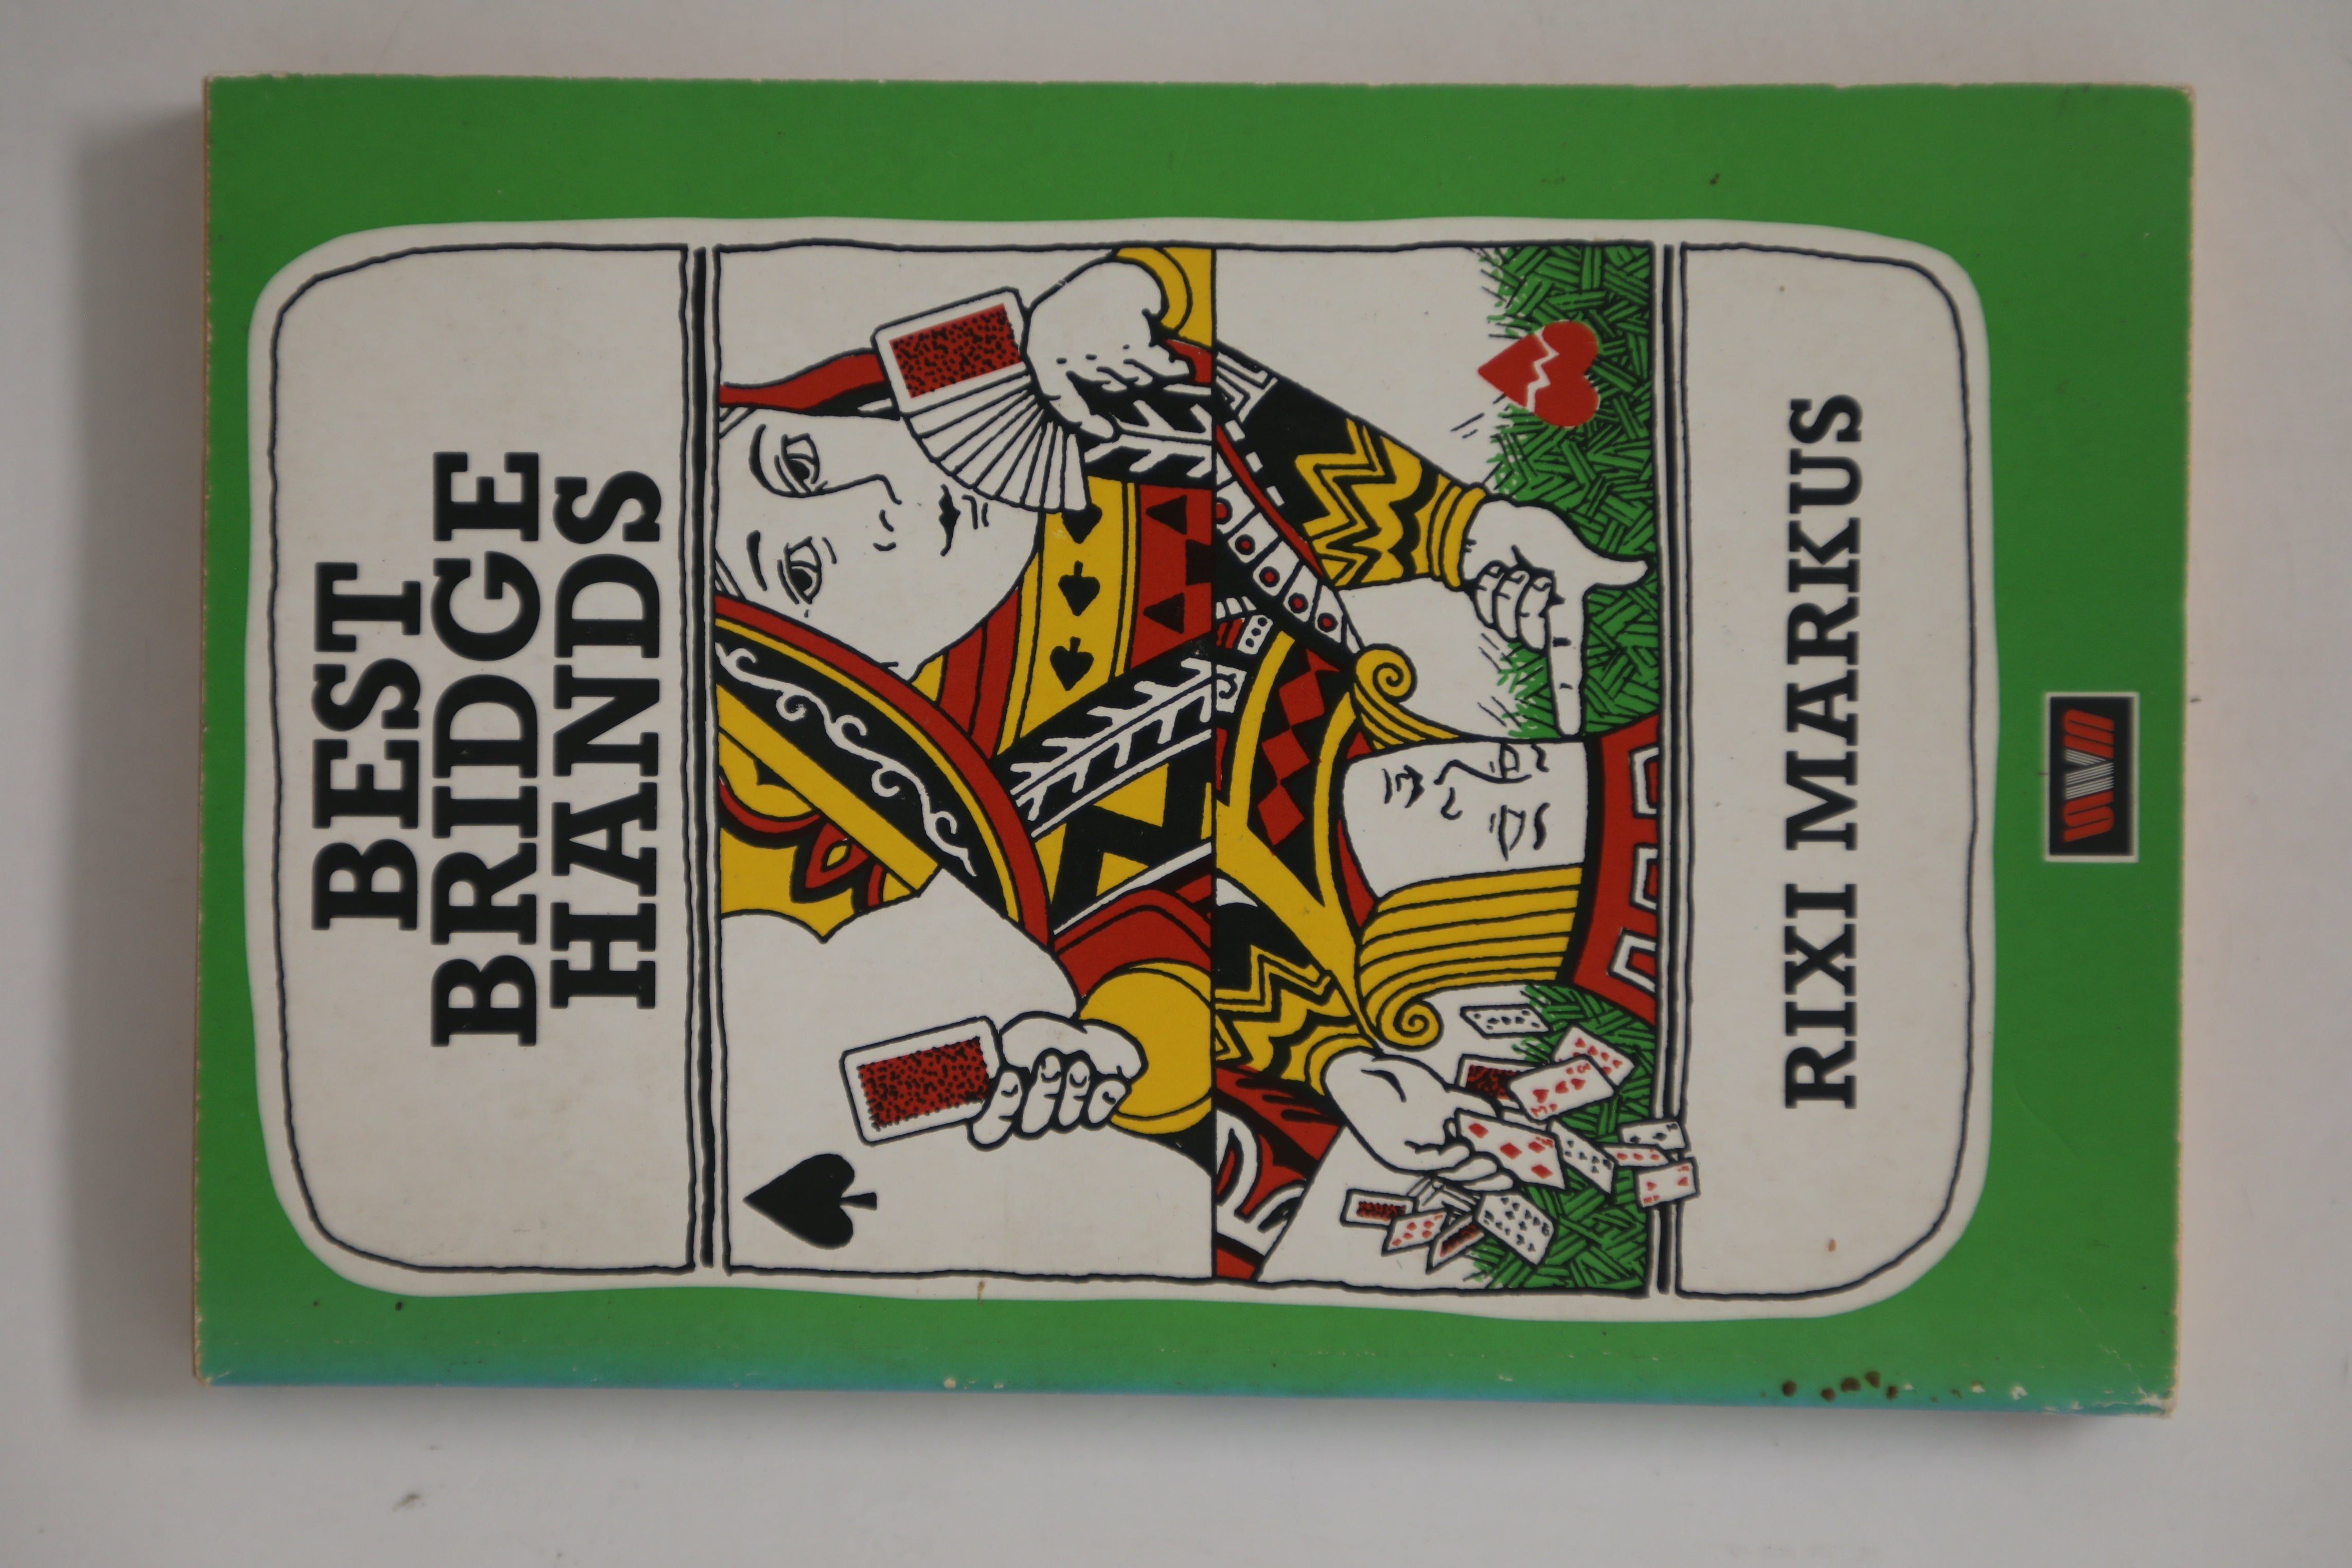 BEST
BRIDGE
HANDS
RIXI MARKUS